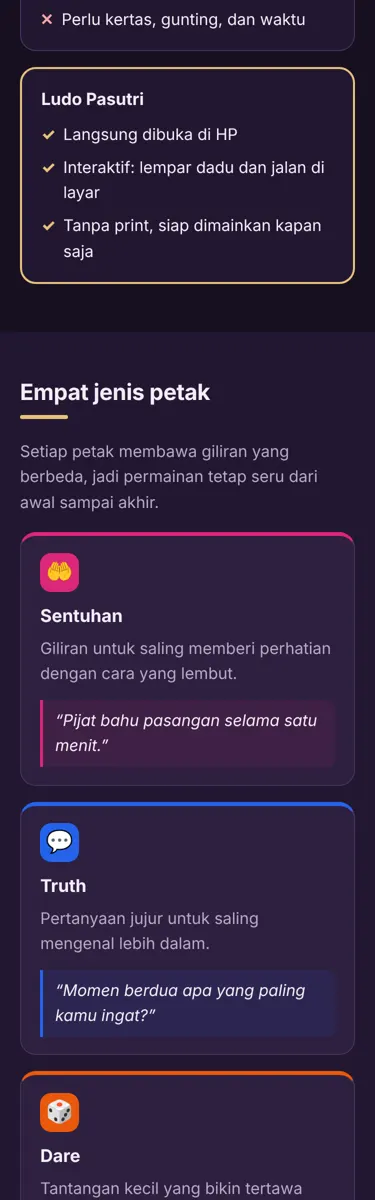 × Perlu kertas, gunting, dan waktu
Ludo Pasutri
✓ Langsung dibuka di HP
✓ Interaktif: lempar dadu dan jalan di
layar
✓ Tanpa print, siap dimainkan kapan
saja
Empat jenis petak
Setiap petak membawa giliran yang
berbeda, jadi permainan tetap seru dari
awal sampai akhir.
Sentuhan
Giliran untuk saling memberi perhatian
dengan cara yang lembut.
“Pijat bahu pasangan selama satu
menit.”
Truth
Pertanyaan jujur untuk saling
mengenal lebih dalam.
“Momen berdua apa yang paling
kamu ingat?”
Dare
Tantangan kecil yang bikin tertawa